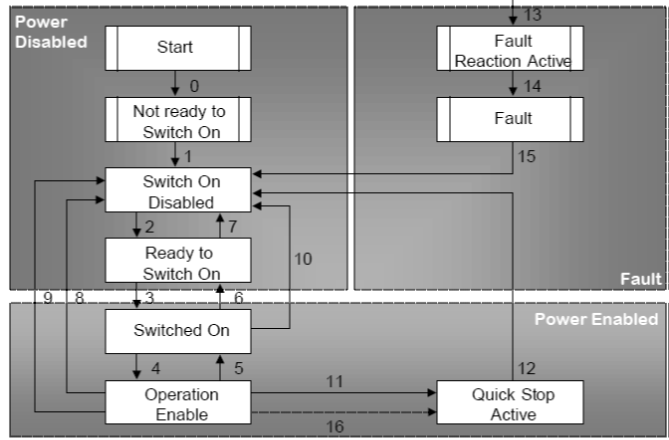 Power
Disabled
Start
0
Not ready to
Switch On
1
Switch On
Disabled
2
7
Ready to
Switch On
10
9
8
3
6
Switched On
4
5
Operation
Enable
13
Fault
Reaction Active
14
Fault
15
Fault
Power Enabled
12
11
Quick Stop
Active
16